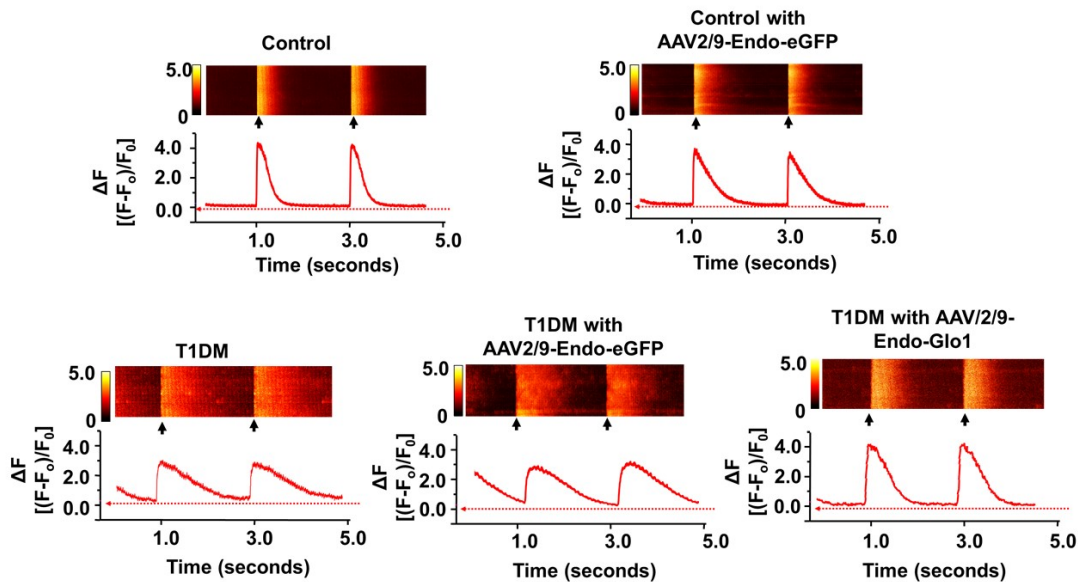 Control
5.0
0
4.0
2.0
0.0
ΔF
[(F-Fo)/F0]
1.0 3.0 5.0
Time (seconds)
Control with
AAV2/9-Endo-eGFP
5.0
0
4.0
2.0
0.0
ΔF
[(F-Fo)/F0]
1.0 3.0 5.0
Time (seconds)
T1DM
5.0
0
4.0
2.0
0.0
ΔF
[(F-Fo)/F0]
1.0 3.0 5.0
Time (seconds)
T1DM with
AAV2/9-Endo-eGFP
5.0
0
4.0
2.0
0.0
ΔF
[(F-Fo)/F0]
1.0 3.0 5.0
Time (seconds)
T1DM with AAV/2/9-
Endo-Glo1
5.0
0
4.0
2.0
0.0
ΔF
[(F-Fo)/F0]
1.0 3.0 5.0
Time (seconds)